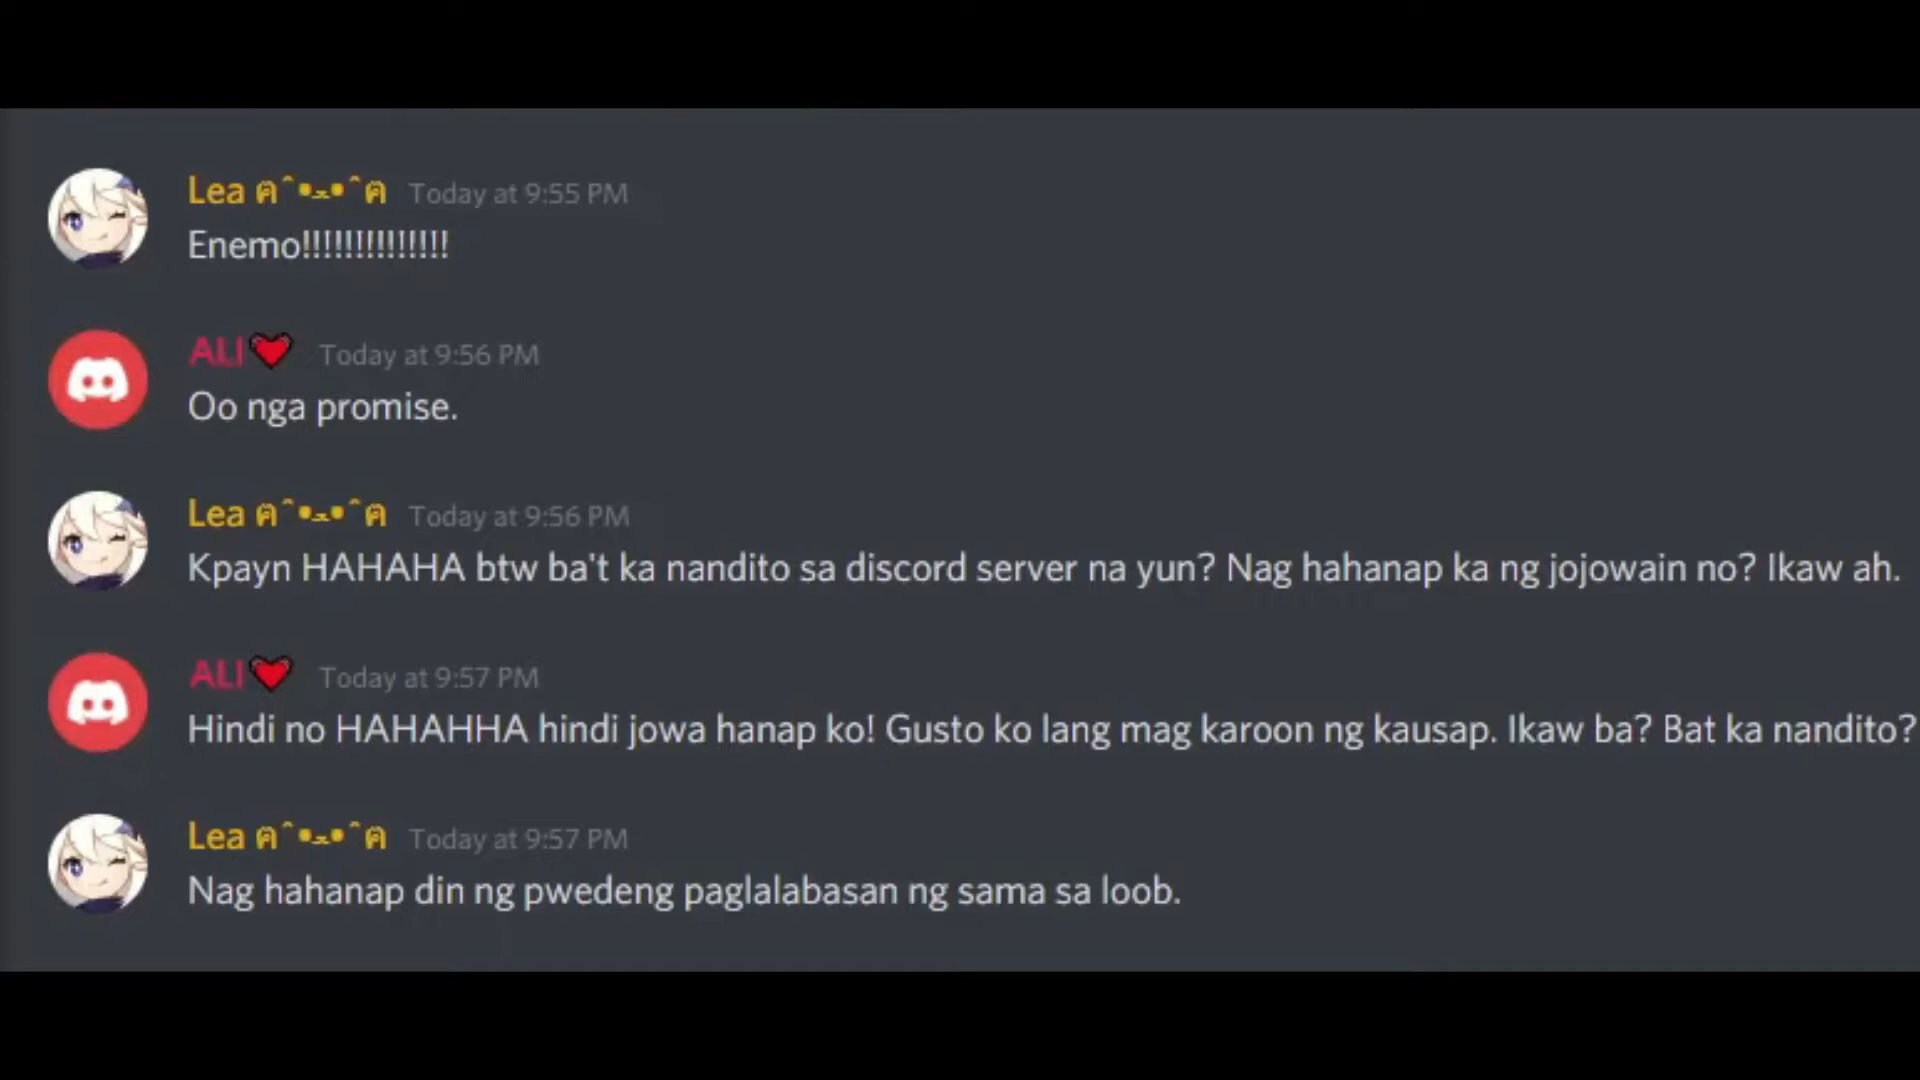 Lea ฅ^•ﻌ•^ฅ Today at 9:55 PM
Enemo!!!!!!!!!!!!!!
ALI Today at 9:56 PM
Oo nga promise.
Lea ฅ^•ﻌ•^ฅ Today at 9:56 PM
Kpayn HAHAHA btw ba't ka nandito sa discord server na yun? Nag hahanap ka ng jojowain no? Ikaw ah.
ALI Today at 9:57 PM
Hindi no HAHAHHA hindi jowa hanap ko! Gusto ko lang mag karoon ng kausap. Ikaw ba? Bat ka nandito?
Lea ฅ^•ﻌ•^ฅ Today at 9:57 PM
Nag hahanap din ng pwedeng paglalabasan ng sama sa loob.